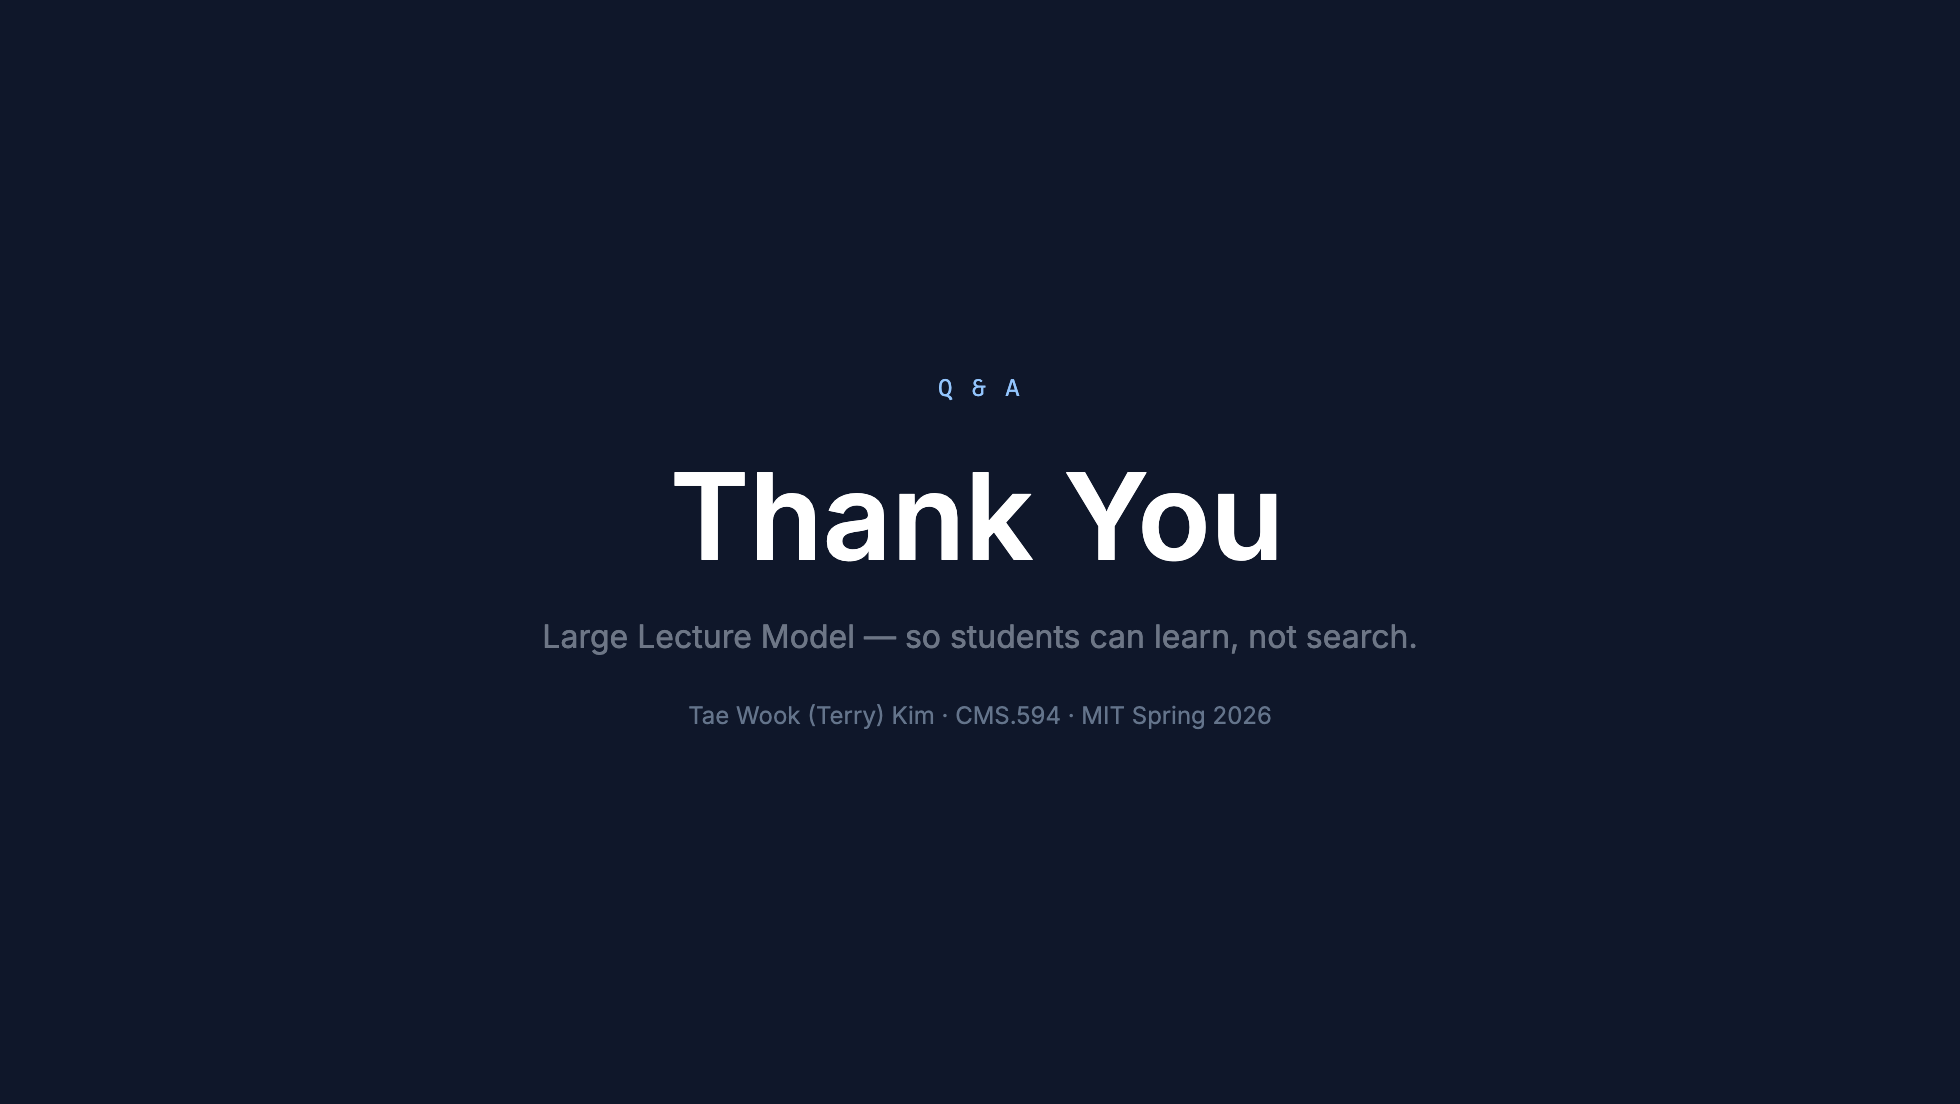 Q & A
Thank You
Large Lecture Model — so students can learn, not search.
Tae Wook (Terry) Kim · CMS.594 · MIT Spring 2026